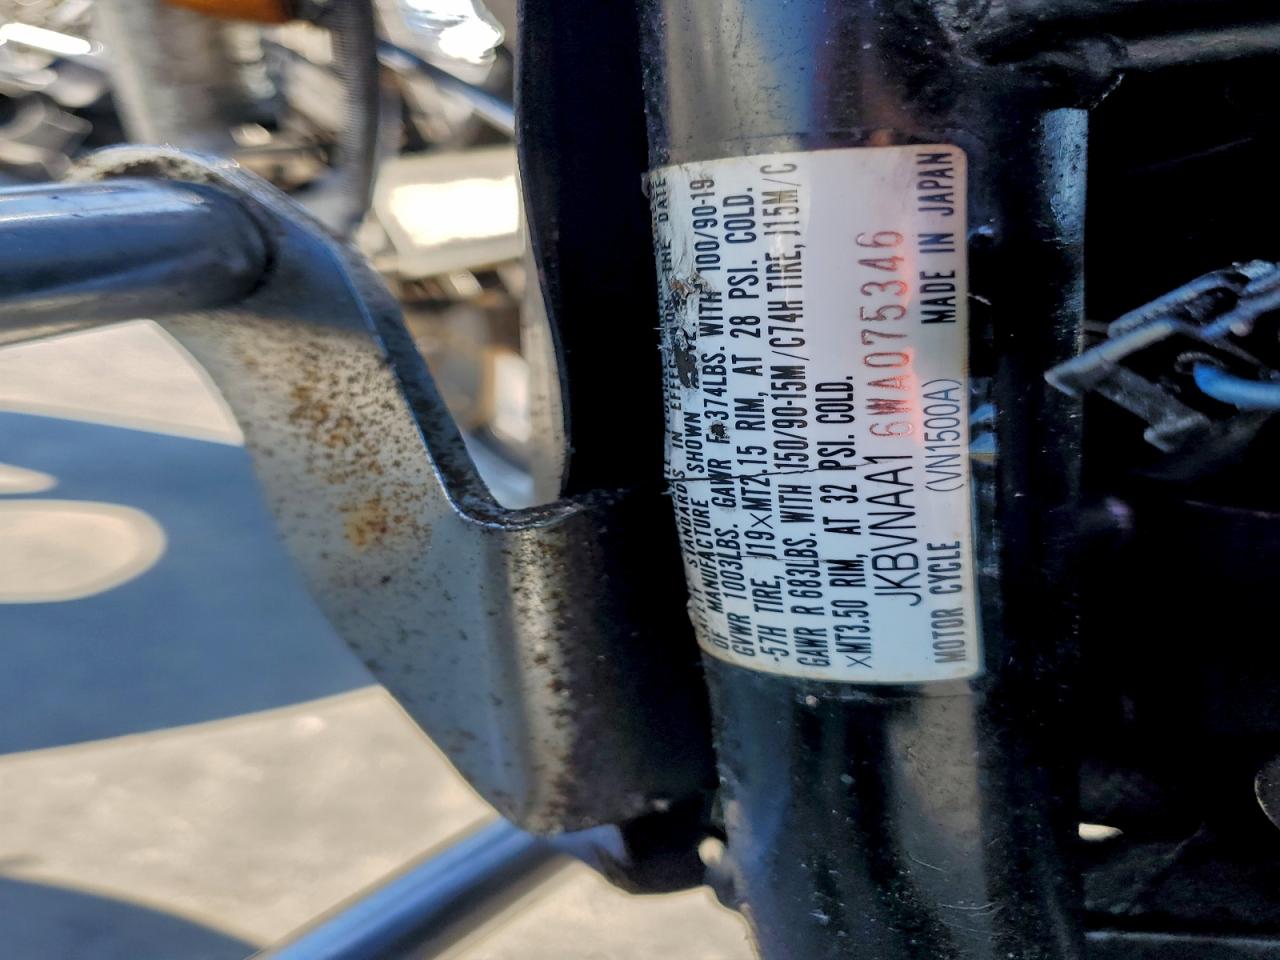 SAFETY STANDARDS IN EFFECT ON THE DATE
OF MANUFACTURE SHOWN
GVWR 1003LBS. GAWR F 374LBS. WITH 100/90-19
-57H TIRE, J19×MT2.15 RIM, AT 28 PSI. COLD.
GAWR R 683LBS. WITH 150/90-15M/C74H TIRE, J15M/C
×MT3.50 RIM, AT 32 PSI. COLD.
JKBVNAA16WA075346
MOTOR CYCLE (VN1500A) MADE IN JAPAN